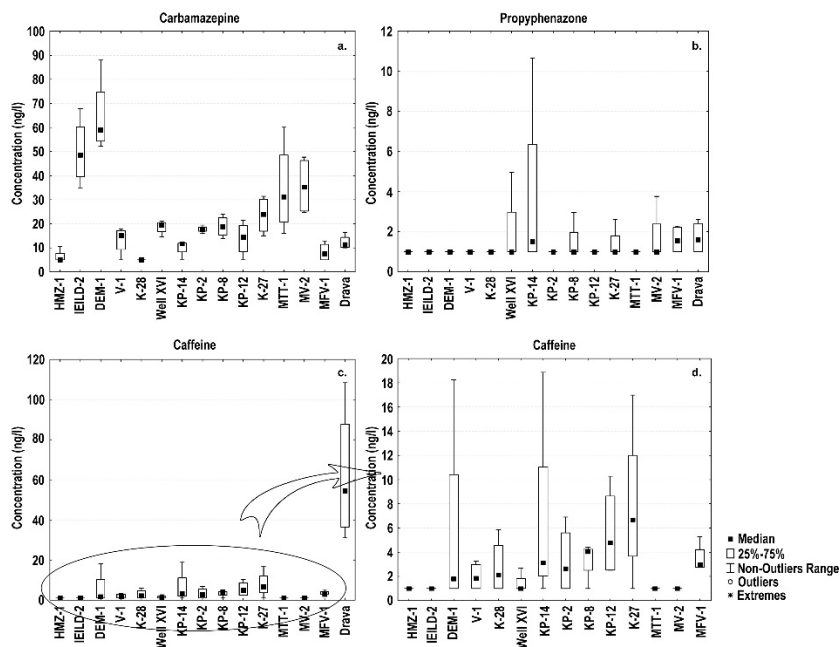 Carbamazepine
a.
Concentration (ng/l)
100
90
80
70
60
50
40
30
20
10
0
HMZ-1
IEILD-2
DEM-1
V-1
K-28
Well XVI
KP-14
KP-2
KP-8
KP-12
K-27
MTT-1
MV-2
MFV-1
Drava
Propyphenazone
b.
Concentration (ng/l)
12
10
8
6
4
2
0
HMZ-1
IEILD-2
DEM-1
V-1
K-28
Well XVI
KP-14
KP-2
KP-8
KP-12
K-27
MTT-1
MV-2
MFV-1
Drava
Caffeine
c.
Concentration (ng/l)
120
100
80
60
40
20
0
HMZ-1
IEILD-2
DEM-1
V-1
K-28
Well XVI
KP-14
KP-2
KP-8
KP-12
K-27
MTT-1
MV-2
MFV-1
Drava
Caffeine
d.
Concentration (ng/l)
20
18
16
14
12
10
8
6
4
2
0
HMZ-1
IEILD-2
DEM-1
V-1
K-28
Well XVI
KP-14
KP-2
KP-8
KP-12
K-27
MTT-1
MV-2
MFV-1
Median
25%-75%
Non-Outliers Range
Outliers
Extremes